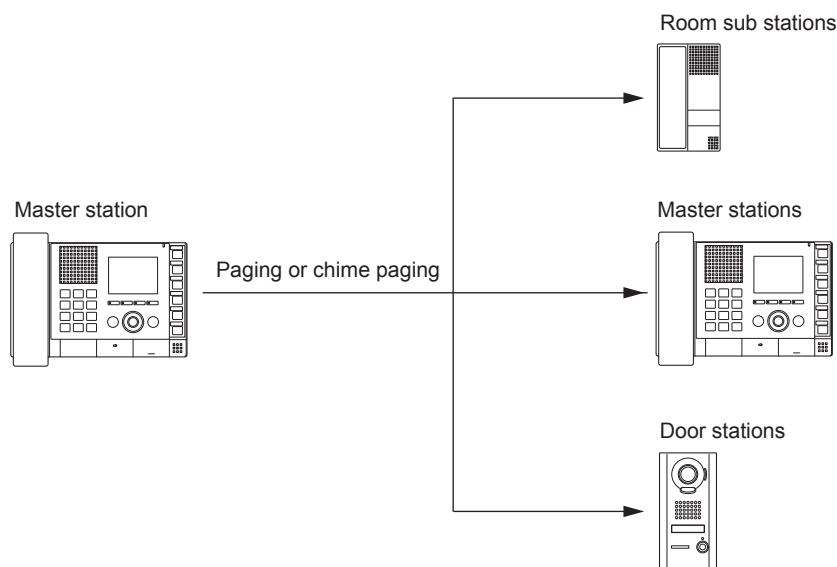 Room sub stations
Master station
Master stations
Paging or chime paging
Door stations